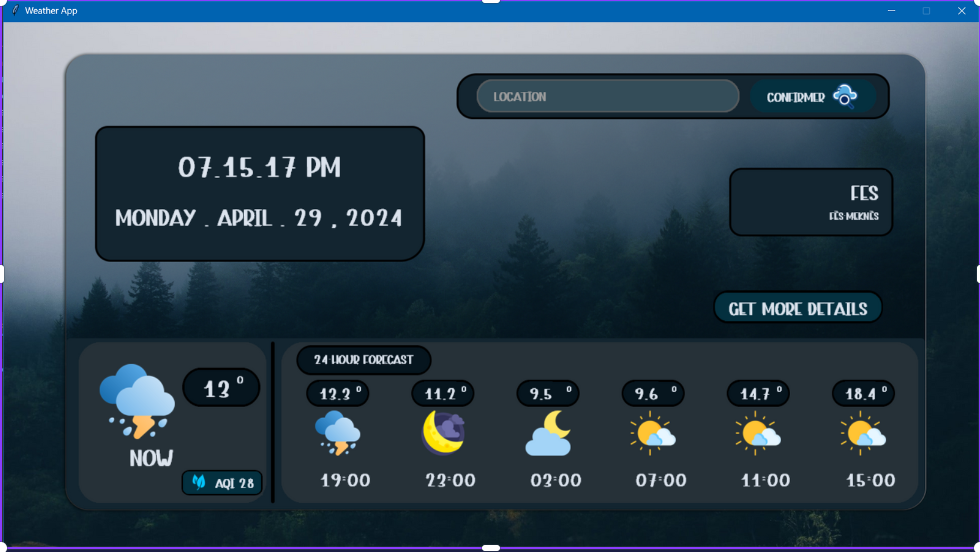 Weather App
LOCATION
CONFIRMER
07.15.17 PM
MONDAY . APRIL . 29 , 2024
FES
FÈS MEKNÈS
GET MORE DETAILS
24 HOUR FORECAST
13 °
NOW
AQI 28
13.3 ° 11.2 ° 9.5 ° 9.6 ° 14.7 ° 18.4 °
19:00 23:00 03:00 07:00 11:00 15:00